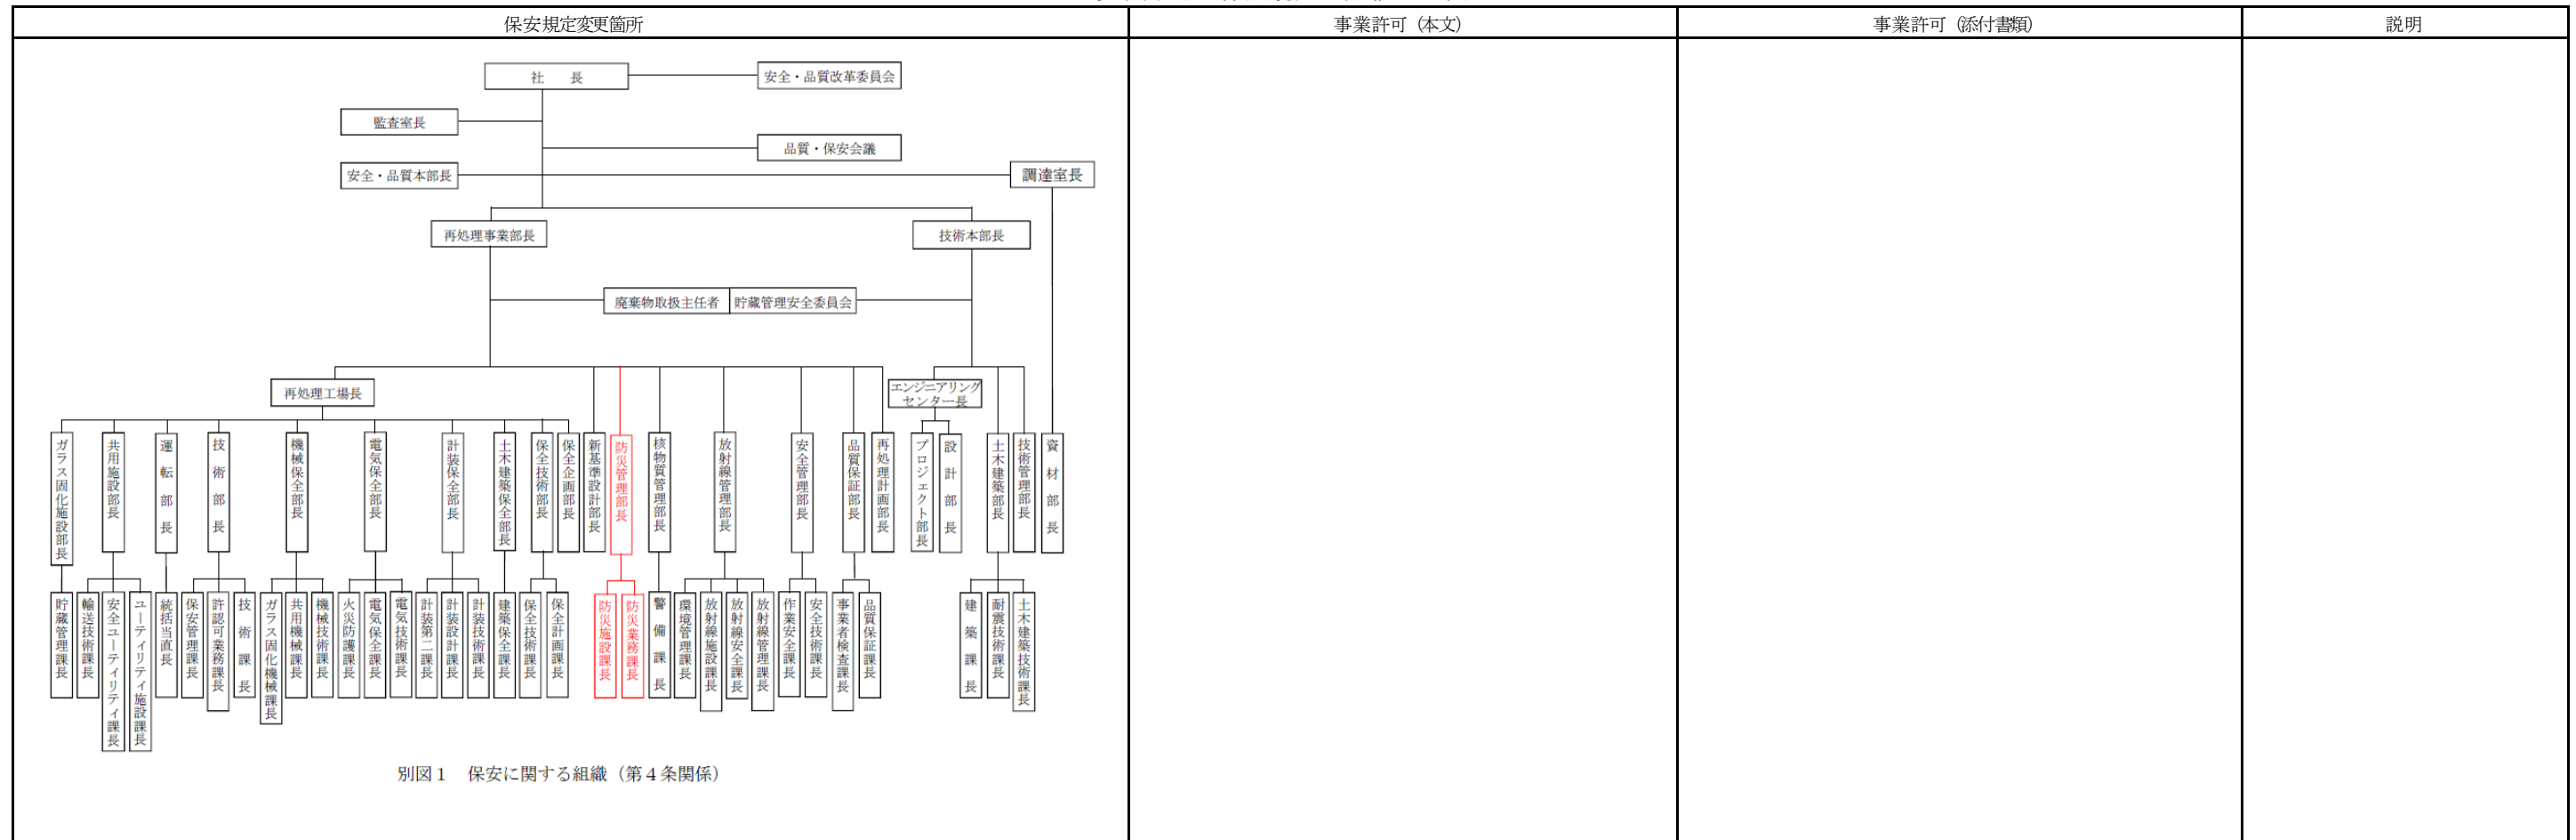 保安規定変更箇所
事業許可（本文）
事業許可（添付書類）
説明
社　長
安全・品質改革委員会
監査室長
品質・保安会議
安全・品質本部長
調達室長
再処理事業部長
技術本部長
廃棄物取扱主任者
貯蔵管理安全委員会
再処理工場長
エンジニアリング
センター長
ガラス固化施設部長
共用施設部長
運転部長
技術部長
機械保全部長
電気保全部長
計装保全部長
土木建築保全部長
保全技術部長
保全企画部長
新基準設計部長
防災管理部長
核物質管理部長
放射線管理部長
安全管理部長
品質保証部長
再処理計画部長
プロジェクト部長
設計部長
土木建築部長
技術管理部長
資材部長
貯蔵管理課長
輸送技術課長
安全ユーティリティ課長
ユーティリティ施設課長
統括当直長
保安管理課長
許認可業務課長
技術課長
ガラス固化機械課長
共用機械課長
機械技術課長
火災防護課長
電気保全課長
電気技術課長
計装第二課長
計装設計課長
計装技術課長
建築保全課長
保全技術課長
保全計画課長
防災施設課長
防災業務課長
警備課長
環境管理課長
放射線施設課長
放射線安全課長
放射線管理課長
作業安全課長
安全技術課長
事業者検査課長
品質保証課長
建築課長
耐震技術課長
土木建築技術課長
別図１　保安に関する組織（第４条関係）